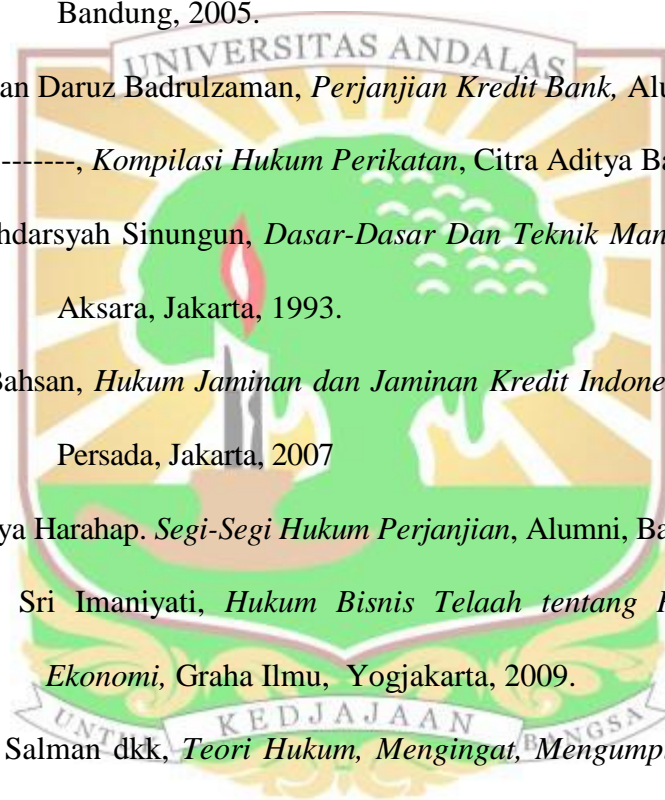 Bandung, 2005.
UNIVERSITAS ANDALAS
an Daruz Badrulzaman, Perjanjian Kredit Bank, Alu
-------, Kompilasi Hukum Perikatan, Citra Aditya Ba
hdarsyah Sinungun, Dasar-Dasar Dan Teknik Man
Aksara, Jakarta, 1993.
Bahsan, Hukum Jaminan dan Jaminan Kredit Indone
Persada, Jakarta, 2007
ya Harahap. Segi-Segi Hukum Perjanjian, Alumni, Ba
Sri Imaniyati, Hukum Bisnis Telaah tentang
Ekonomi, Graha Ilmu, Yogjakarta, 2009.
UNTUK KEDJAJAAN BANGSA
Salman dkk, Teori Hukum, Mengingat, Mengumpu